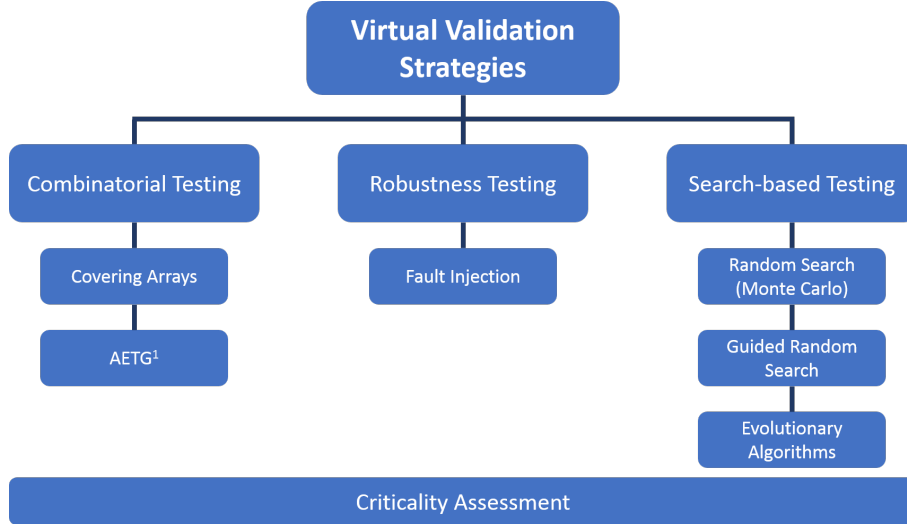 Virtual Validation
Strategies
Combinatorial Testing
Robustness Testing
Search-based Testing
Covering Arrays
Fault Injection
Random Search
(Monte Carlo)
AETG¹
Guided Random
Search
Evolutionary
Algorithms
Criticality Assessment